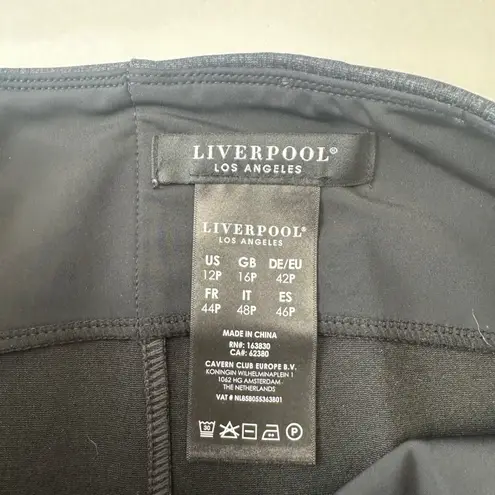 LIVERPOOL®
LOS ANGELES
LIVERPOOL®
LOS ANGELES
US GB DE/EU
12P 16P 42P
FR IT ES
44P 48P 46P
MADE IN CHINA
RN#: 163830
CA#: 62380
CAVERN CLUB EUROPE B.V.
KONINGIN WILHELMINAPLEIN 1
1062 HG AMSTERDAM
THE NETHERLANDS
VAT # NL858055363B01
30 P